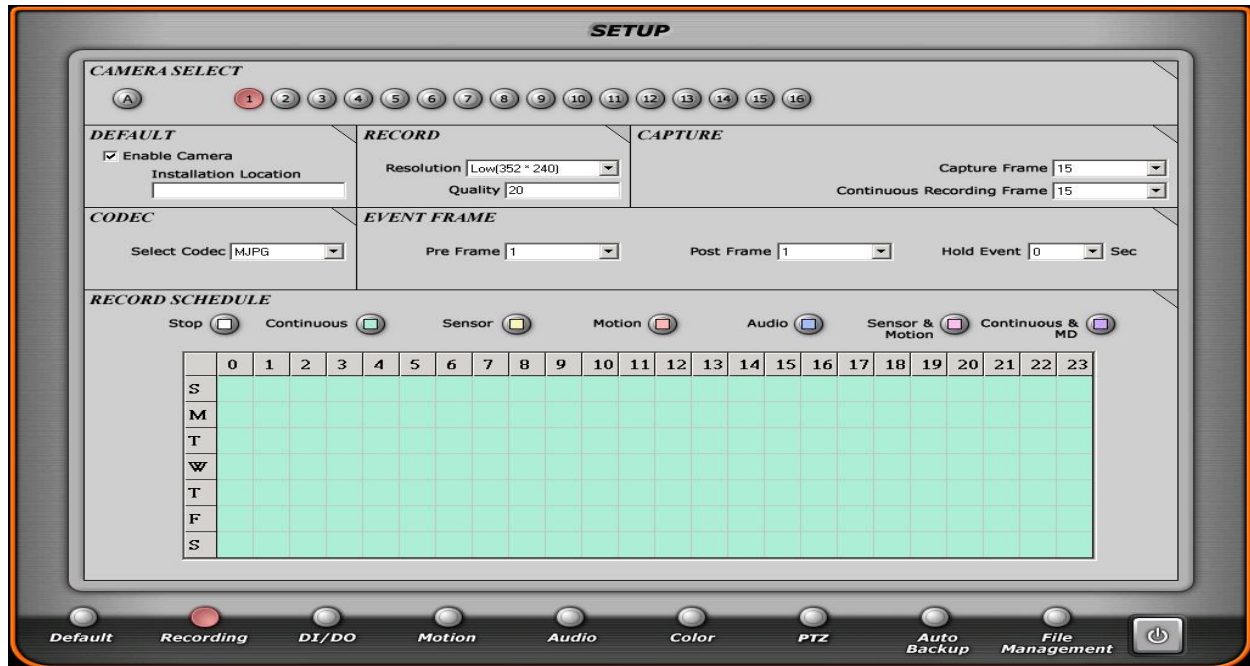 SETUP
CAMERA SELECT
A 1 2 3 4 5 6 7 8 9 10 11 12 13 14 15 16
DEFAULT
Enable Camera
Installation Location
RECORD
Resolution Low(352 * 240)
Quality 20
CAPTURE
Capture Frame 15
Continuous Recording Frame 15
CODEC
Select Codec MJPG
EVENT FRAME
Pre Frame 1
Post Frame 1
Hold Event 0 Sec
RECORD SCHEDULE
Stop
Continuous
Sensor
Motion
Audio
Sensor &
Motion
Continuous &
MD
0 1 2 3 4 5 6 7 8 9 10 11 12 13 14 15 16 17 18 19 20 21 22 23
S
M
T
W
T
F
S
Default
Recording
DI/DO
Motion
Audio
Color
PTZ
Auto
Backup
File
Management